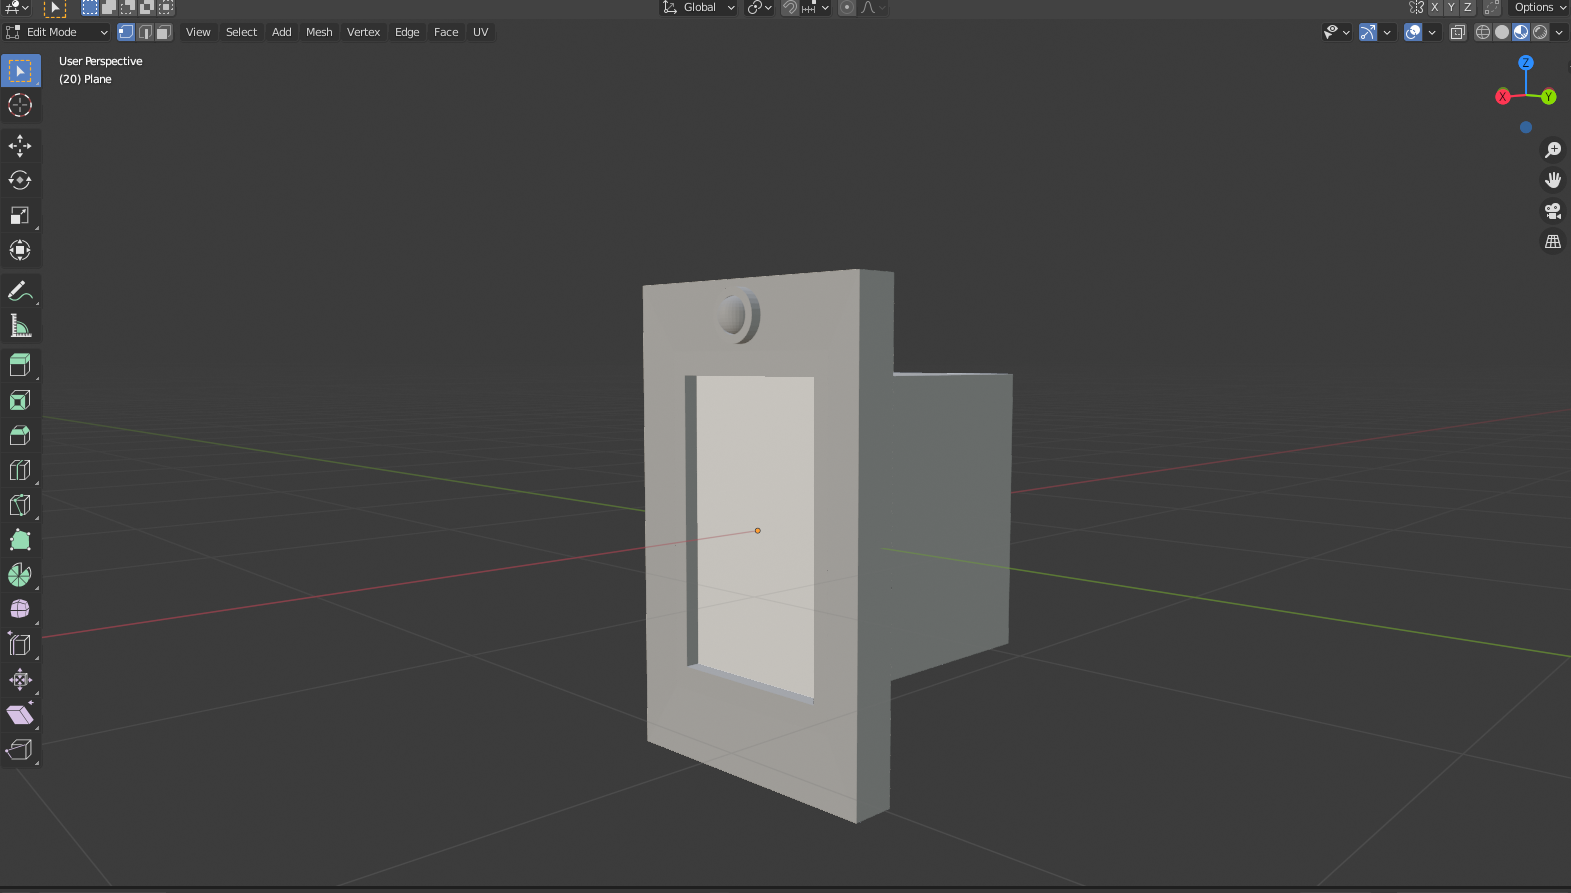 Global
X Y Z
Options
Edit Mode
View
Select
Add
Mesh
Vertex
Edge
Face
UV
User Perspective
(20) Plane
Z
X
Y